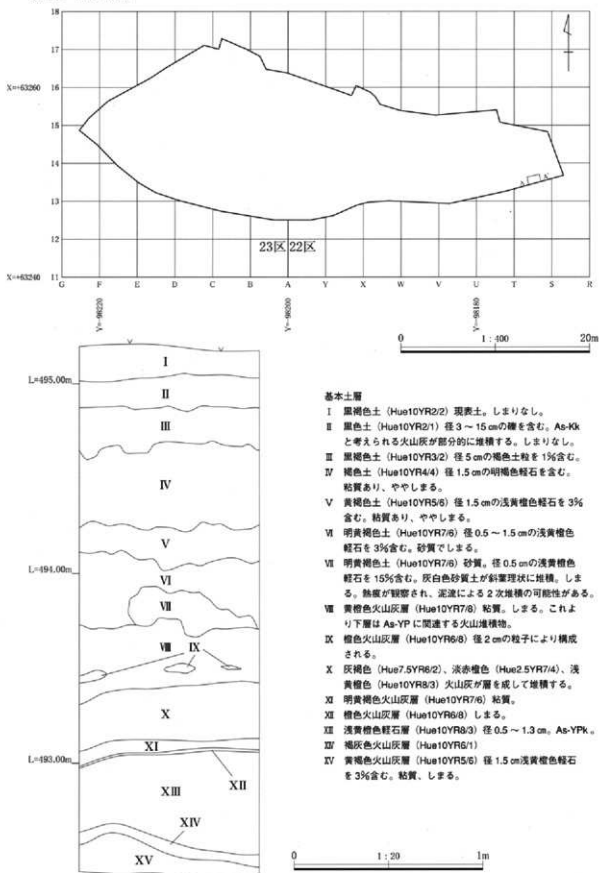 18
17
X=+63260
16
15
14
13
A
A'
12
23区 22区
X=+63240
11
G F E D C B A Y X W V U T S R
Y=-98220
Y=-98200
Y=-98180
0 1:400 20m
I
L=495.00m
II
III
IV
V
L=491.00m
VI
VII
VIII
IX
X
XI
L=493.00m
XII
XIII
XIV
XV
基本土層
Ⅰ 黒褐色土(Hue10YR2/2)現表土。しまりなし。
Ⅱ 黒色土(Hue10YR2/1)径3~15㎝の礫を含む。As-Kk
と考えられる火山灰が部分的に堆積する。しまりなし。
Ⅲ 黒褐色土(Hue10YR3/2)径5㎝の褐色土粒を1%含む。
Ⅳ 褐色土(Hue10YR4/4)径1.5㎝の明褐色軽石を含む。
粘質あり、ややしまる。
Ⅴ 黄褐色土(Hue10YR5/6)径1.5㎝の浅黄橙色軽石を3%
含む。粘質あり、ややしまる。
Ⅵ 明黄褐色土(Hue10YR7/6)径0.5~1.5㎝の浅黄橙色
軽石を3%含む。砂質でしまる。
Ⅶ 明黄褐色土(Hue10YR7/6)砂質。径0.5㎝の浅黄橙色
軽石を15%含む。灰白色砂質土が斜葉理状に堆積。しま
る。熱痕が観察され、泥流による2次堆積の可能性がある。
Ⅷ 黄橙色火山灰層(Hue10YR7/8)粘質。しまる。これよ
り下層はAs-YPに関連する火山堆積物。
Ⅸ 橙色火山灰層(Hue10YR6/8)径2㎝の粒子により構成
される。
Ⅹ 灰褐色(Hue7.5YR6/2)、淡赤橙色(Hue2.5YR7/4)、浅
黄橙色(Hue10YR8/3)火山灰が層を成して堆積する。
Ⅺ 明黄褐色火山灰層(Hue10YR7/6)粘質。
Ⅻ 橙色火山灰層(Hue10YR6/8)しまる。
XIII 浅黄橙色軽石層(Hue10YR8/3)径0.5~1.3㎝。As-YPk。
XIV 褐灰色火山灰層(Hue10YR6/1)
XV 黄褐色火山灰層(Hue10YR5/6)径1.5㎝浅黄橙色軽石
を3%含む。粘質、しまる。
0 1:20 1m